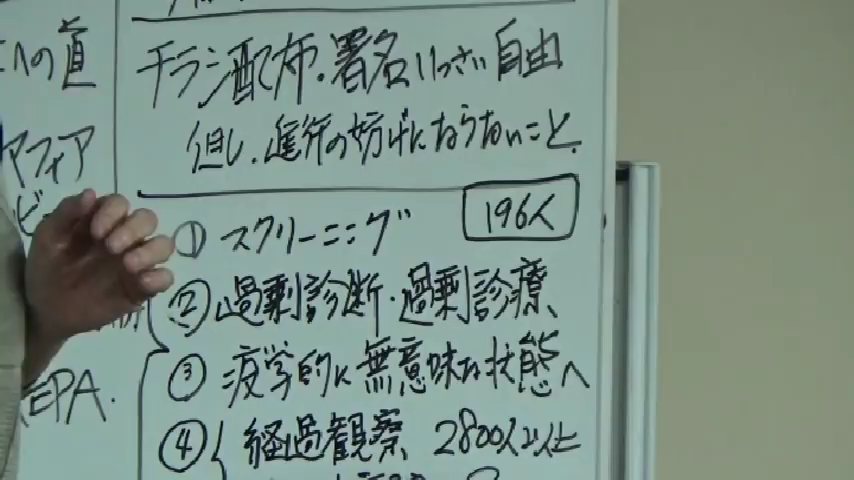 への道
アフィア
ビ
EPA.
チラシ配布・署名 いっさい自由
但し、進行の妨げにならないこと.
① スクリーニング 196人
② 過剰診断・過剰診療
③ 疫学的に無意味な状態へ
④ 経過観察 2800人以上